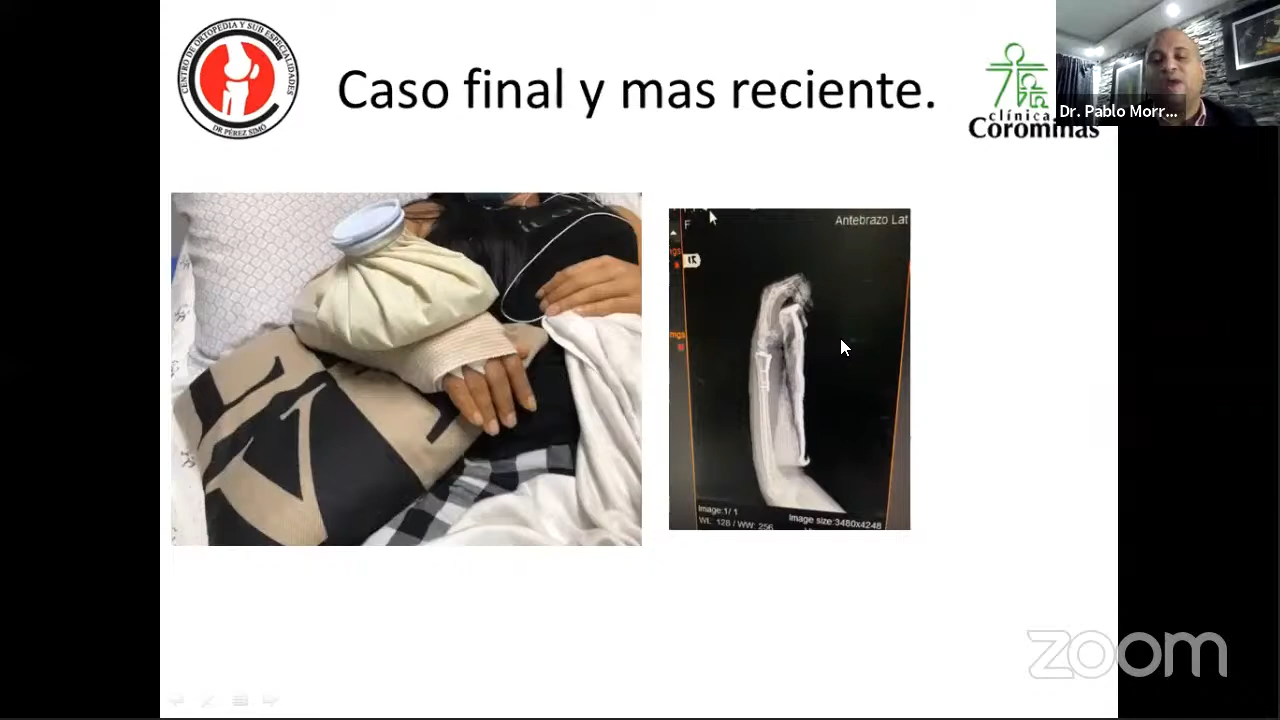 CENTRO DE ORTOPEDIA Y SUB ESPECIALIDADES
DR PÉREZ SIMÓ
Caso final y mas reciente.
clínica
Corominas
Dr. Pablo Morr...
Antebrazo Lat
F
Image:1/ 1
WL: 128 / WW: 256
Image size:3480x4248
zoom